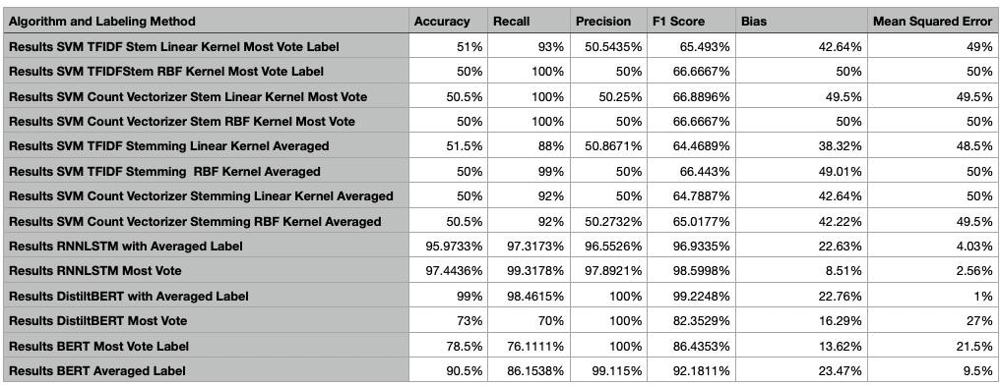 Algorithm and Labeling Method Accuracy Recall Precision F1 Score Bias Mean Squared Error
Results SVM TFIDF Stem Linear Kernel Most Vote Label 51% 93% 50.5435% 65.493% 42.64% 49%
Results SVM TFIDFStem RBF Kernel Most Vote Label 50% 100% 50% 66.6667% 50% 50%
Results SVM Count Vectorizer Stem Linear Kernel Most Vote 50.5% 100% 50.25% 66.8896% 49.5% 49.5%
Results SVM Count Vectorizer Stem RBF Kernel Most Vote 50% 100% 50% 66.6667% 50% 50%
Results SVM TFIDF Stemming Linear Kernel Averaged 51.5% 88% 50.8671% 64.4689% 38.32% 48.5%
Results SVM TFIDF Stemming RBF Kernel Averaged 50% 99% 50% 66.443% 49.01% 50%
Results SVM Count Vectorizer Stemming Linear Kernel Averaged 50% 92% 50% 64.7887% 42.64% 50%
Results SVM Count Vectorizer Stemming RBF Kernel Averaged 50.5% 92% 50.2732% 65.0177% 42.22% 49.5%
Results RNNLSTM with Averaged Label 95.9733% 97.3173% 96.5526% 96.9335% 22.63% 4.03%
Results RNNLSTM Most Vote 97.4436% 99.3178% 97.8921% 98.5998% 8.51% 2.56%
Results DistiltBERT with Averaged Label 99% 98.4615% 100% 99.2248% 22.76% 1%
Results DistiltBERT Most Vote 73% 70% 100% 82.3529% 16.29% 27%
Results BERT Most Vote Label 78.5% 76.1111% 100% 86.4353% 13.62% 21.5%
Results BERT Averaged Label 90.5% 86.1538% 99.115% 92.1811% 23.47% 9.5%